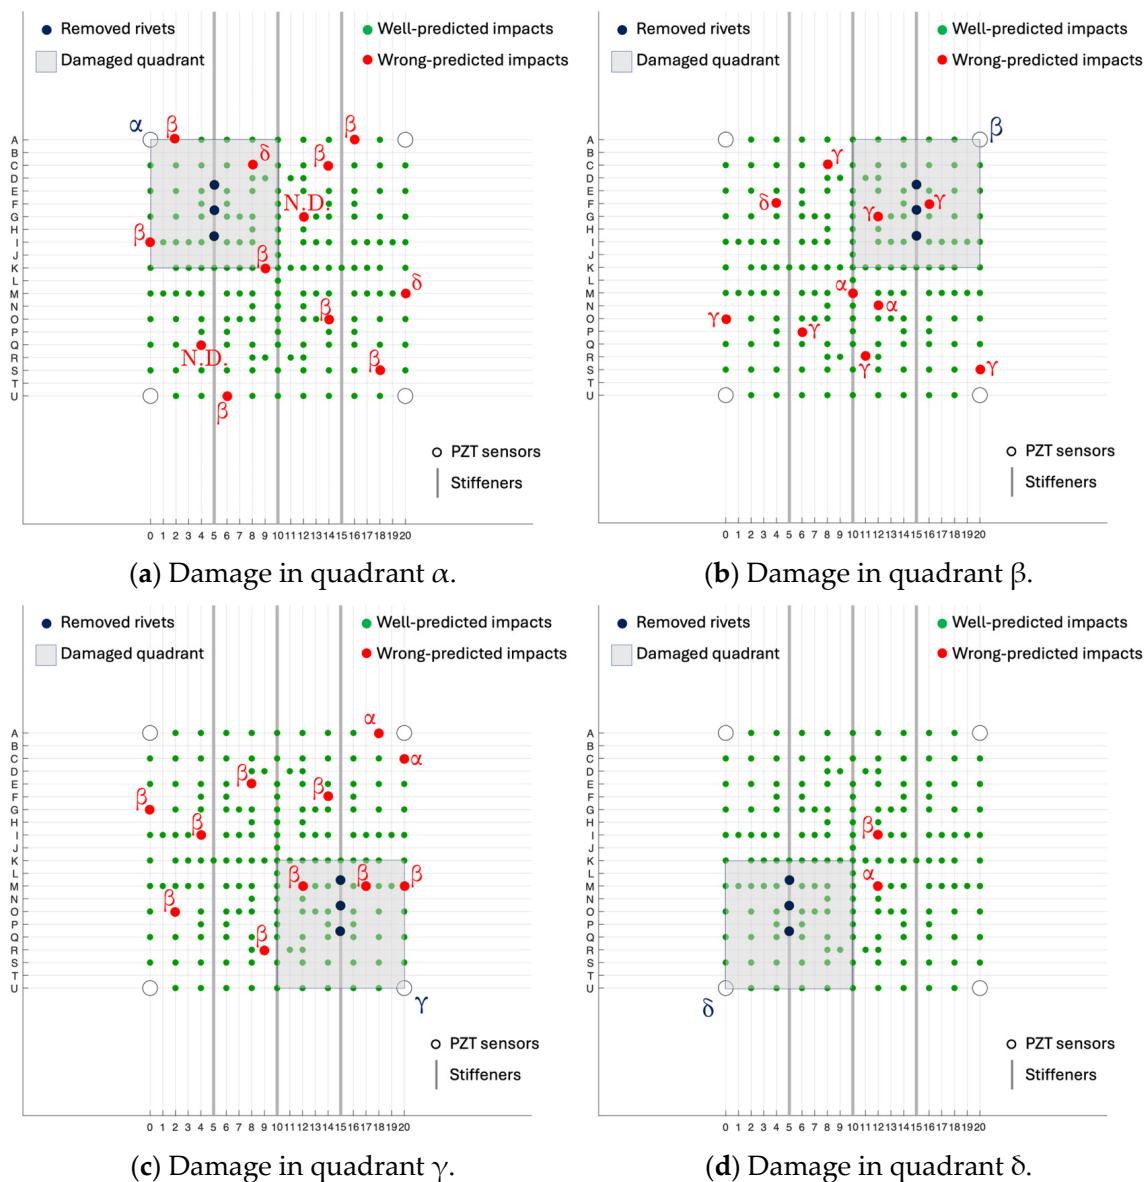 Removed rivets
Well-predicted impacts
Damaged quadrant
Wrong-predicted impacts
α
β
β
A
B
C
D
E
F
G
H
I
J
K
L
M
N
O
P
Q
R
S
T
U
β
δ
N.D.
β
β
δ
β
N.D.
β
β
PZT sensors
Stiffeners
0 1 2 3 4 5 6 7 8 9 10 11 12 13 14 15 16 17 18 19 20
(a) Damage in quadrant α.
Removed rivets
Well-predicted impacts
Damaged quadrant
Wrong-predicted impacts
β
A
B
C
D
E
F
G
H
I
J
K
L
M
N
O
P
Q
R
S
T
U
γ
δ
γ
γ
α
α
γ
γ
γ
γ
PZT sensors
Stiffeners
0 1 2 3 4 5 6 7 8 9 10 11 12 13 14 15 16 17 18 19 20
(b) Damage in quadrant β.
Removed rivets
Well-predicted impacts
Damaged quadrant
Wrong-predicted impacts
α
A
B
C
D
E
F
G
H
I
J
K
L
M
N
O
P
Q
R
S
T
U
α
β
β
β
β
β
β
β
β
β
γ
PZT sensors
Stiffeners
0 1 2 3 4 5 6 7 8 9 10 11 12 13 14 15 16 17 18 19 20
(c) Damage in quadrant γ.
Removed rivets
Well-predicted impacts
Damaged quadrant
Wrong-predicted impacts
A
B
C
D
E
F
G
H
I
J
K
L
M
N
O
P
Q
R
S
T
U
β
α
δ
PZT sensors
Stiffeners
0 1 2 3 4 5 6 7 8 9 10 11 12 13 14 15 16 17 18 19 20
(d) Damage in quadrant δ.